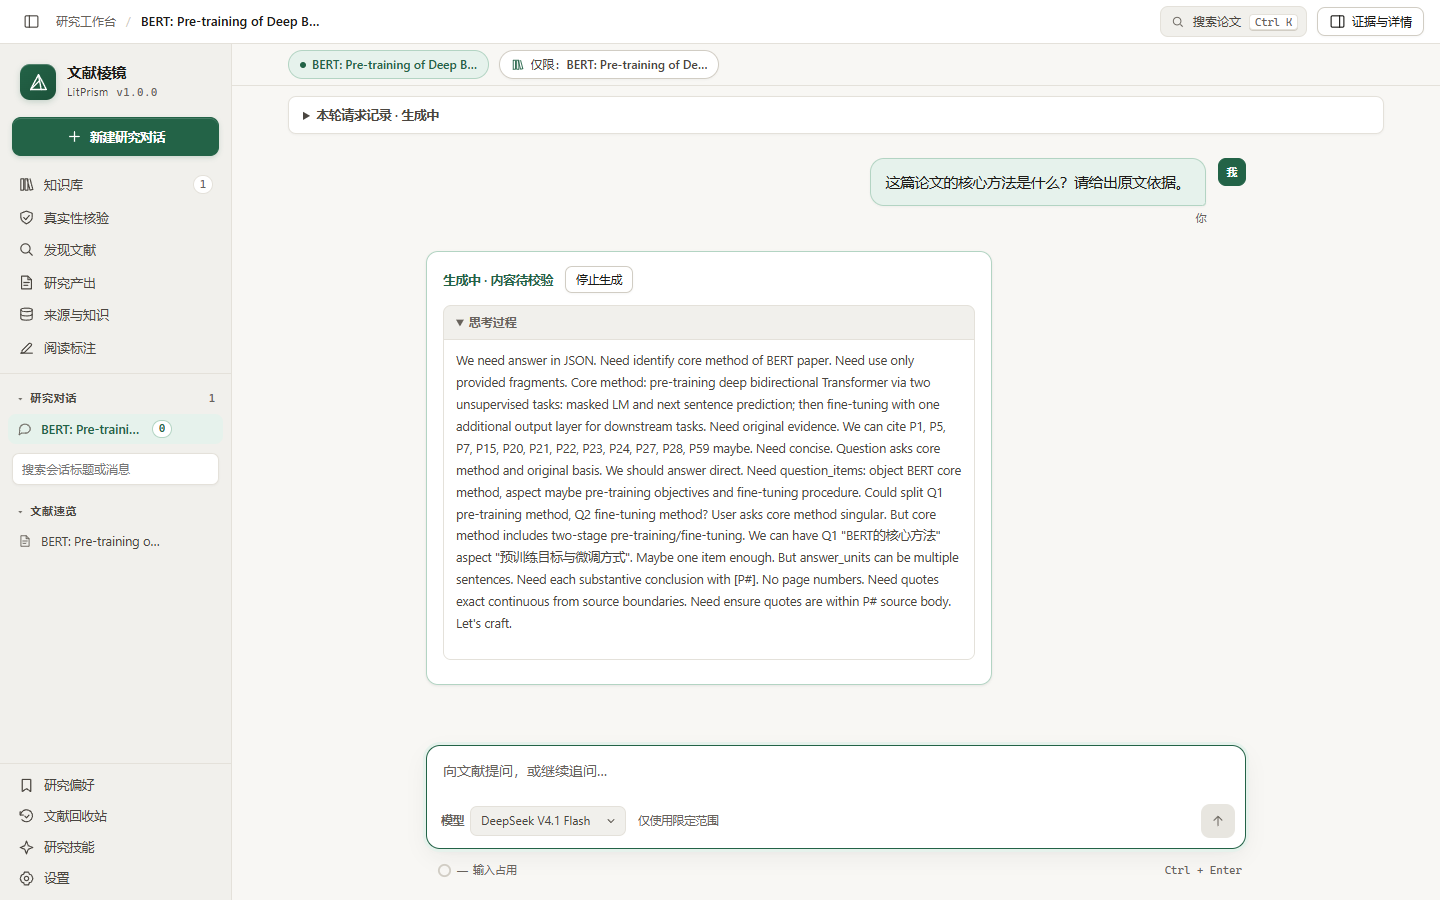 研究工作台 / BERT: Pre-training of Deep B...
搜索论文 Ctrl K
证据与详情
文献棱镜
LitPrism v1.0.0
新建研究对话
知识库 1
真实性核验
发现文献
研究产出
来源与知识
阅读标注
研究对话 1
BERT: Pre-traini... 0
搜索会话标题或消息
文献速览
BERT: Pre-training o...
研究偏好
文献回收站
研究技能
设置
BERT: Pre-training of Deep B...
仅限：BERT: Pre-training of De...
本轮请求记录 · 生成中
这篇论文的核心方法是什么？请给出原文依据。
我
你
生成中 · 内容待校验
停止生成
思考过程
We need answer in JSON. Need identify core method of BERT paper. Need use only
provided fragments. Core method: pre-training deep bidirectional Transformer via two
unsupervised tasks: masked LM and next sentence prediction; then fine-tuning with one
additional output layer for downstream tasks. Need original evidence. We can cite P1, P5,
P7, P15, P20, P21, P22, P23, P24, P27, P28, P59 maybe. Need concise. Question asks core
method and original basis. We should answer direct. Need question_items: object BERT core
method, aspect maybe pre-training objectives and fine-tuning procedure. Could split Q1
pre-training method, Q2 fine-tuning method? User asks core method singular. But core
method includes two-stage pre-training/fine-tuning. We can have Q1 "BERT的核心方法"
aspect "预训练目标与微调方式". Maybe one item enough. But answer_units can be multiple
sentences. Need each substantive conclusion with [P#]. No page numbers. Need quotes
exact continuous from source boundaries. Need ensure quotes are within P# source body.
Let's craft.
向文献提问，或继续追问...
模型 DeepSeek V4.1 Flash 仅使用限定范围
— 输入占用
Ctrl + Enter